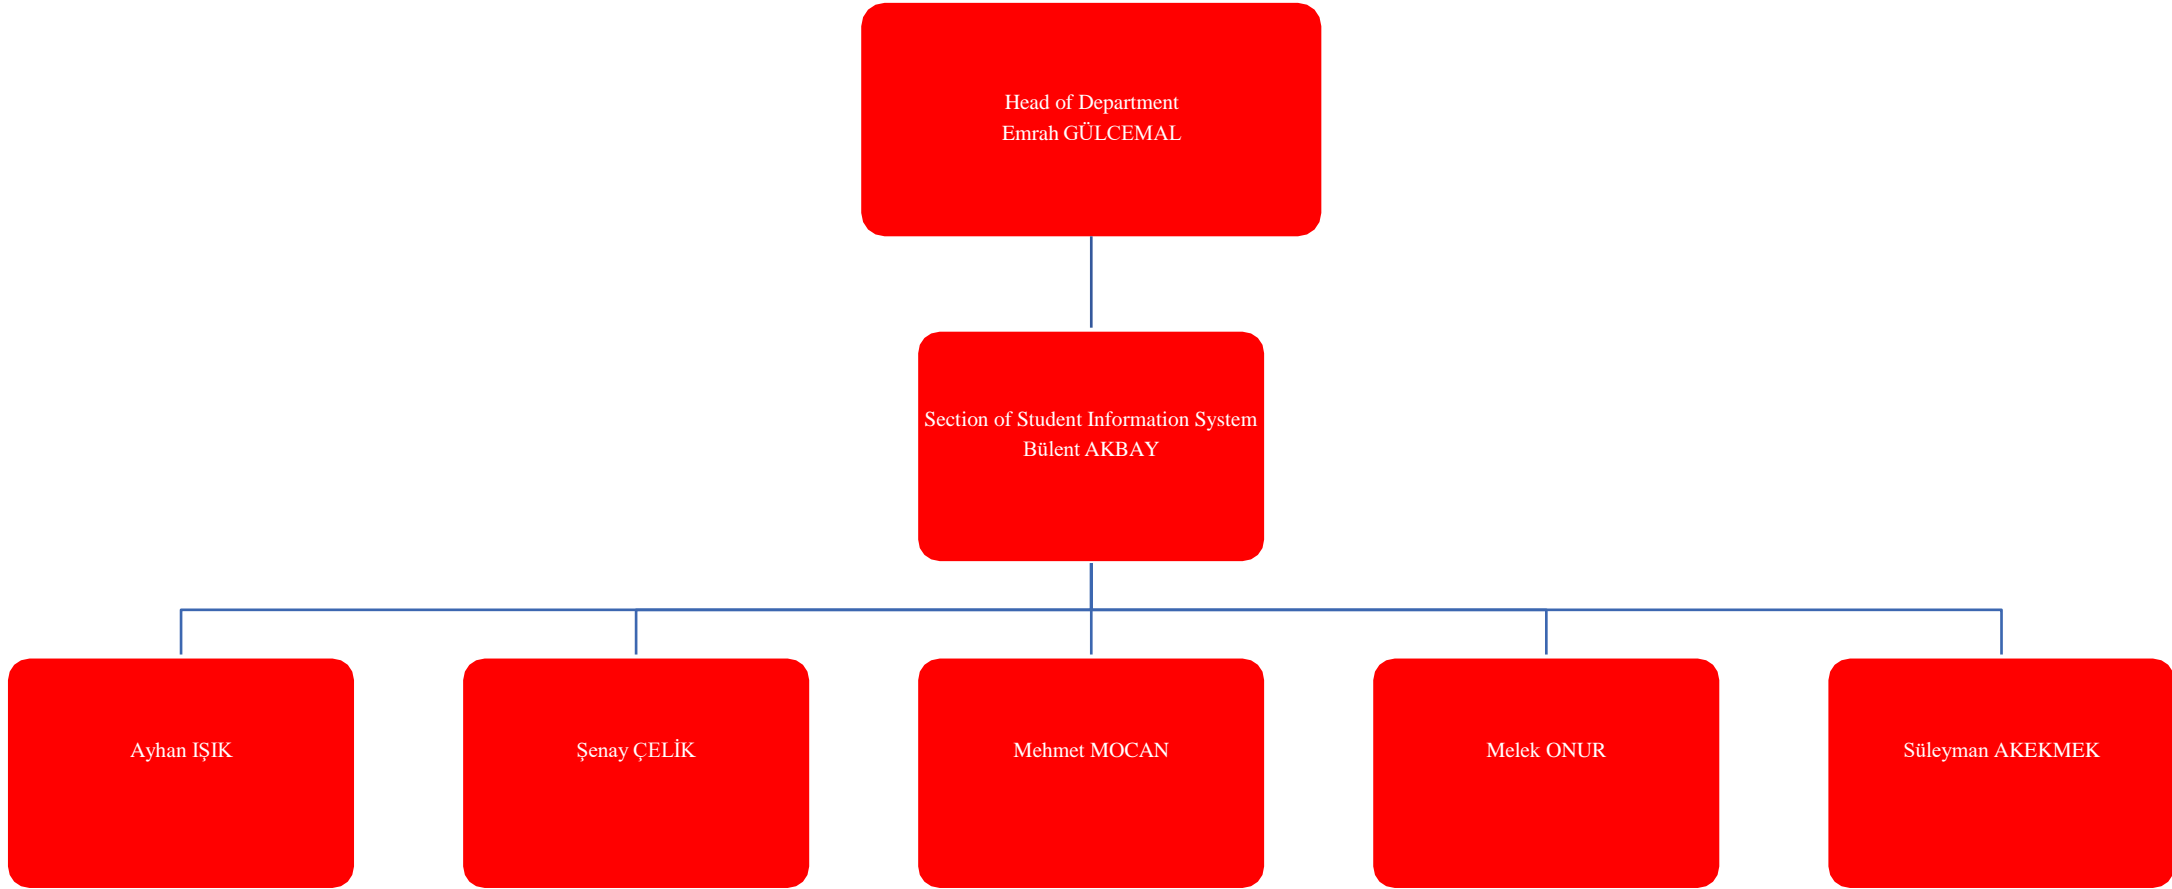 Head of Department
Emrah GÜLCEMAL
Section of Student Information System
Bülent AKBAY
Ayhan IŞIK
Şenay ÇELİK
Mehmet MOCAN
Melek ONUR
Süleyman AKEKMEK